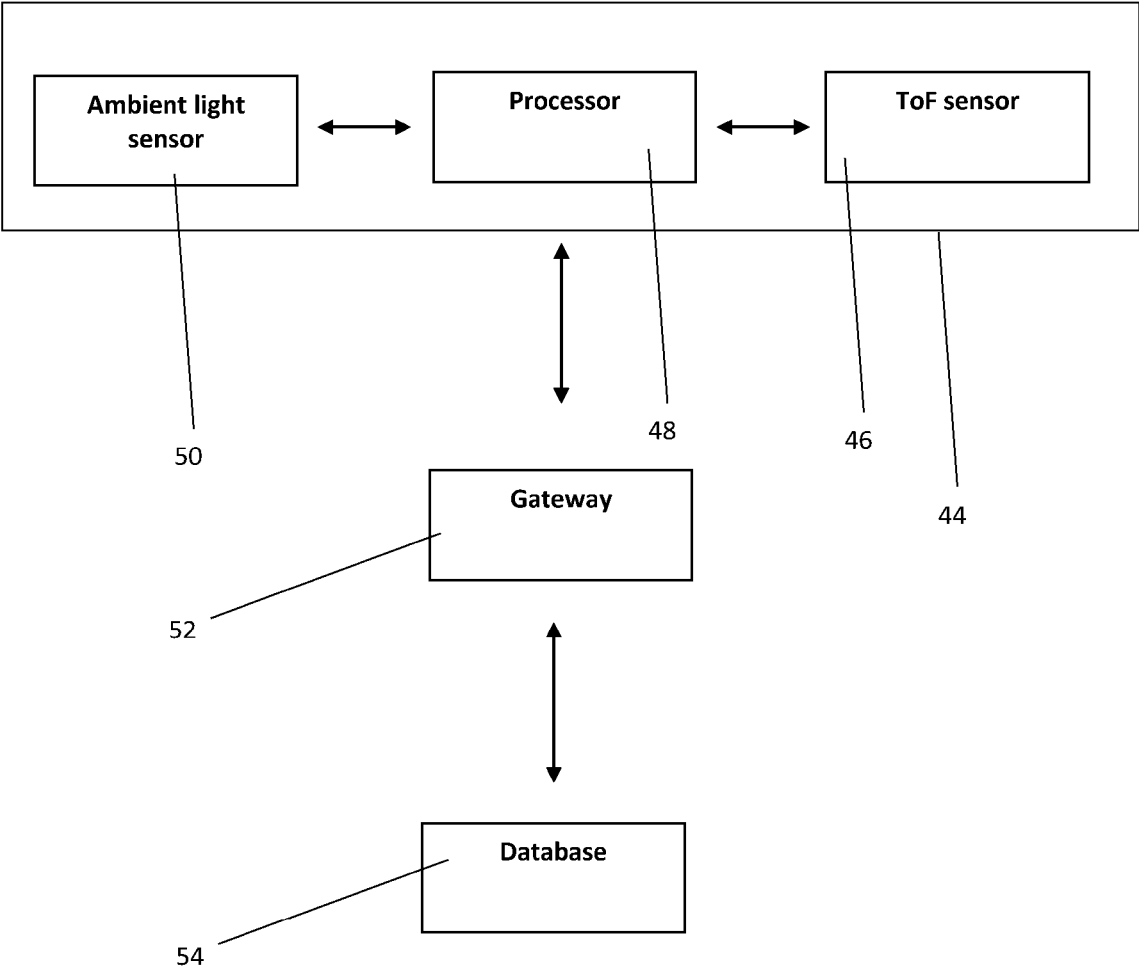 Ambient light
sensor
Processor
ToF sensor
50
48
46
44
Gateway
52
Database
54